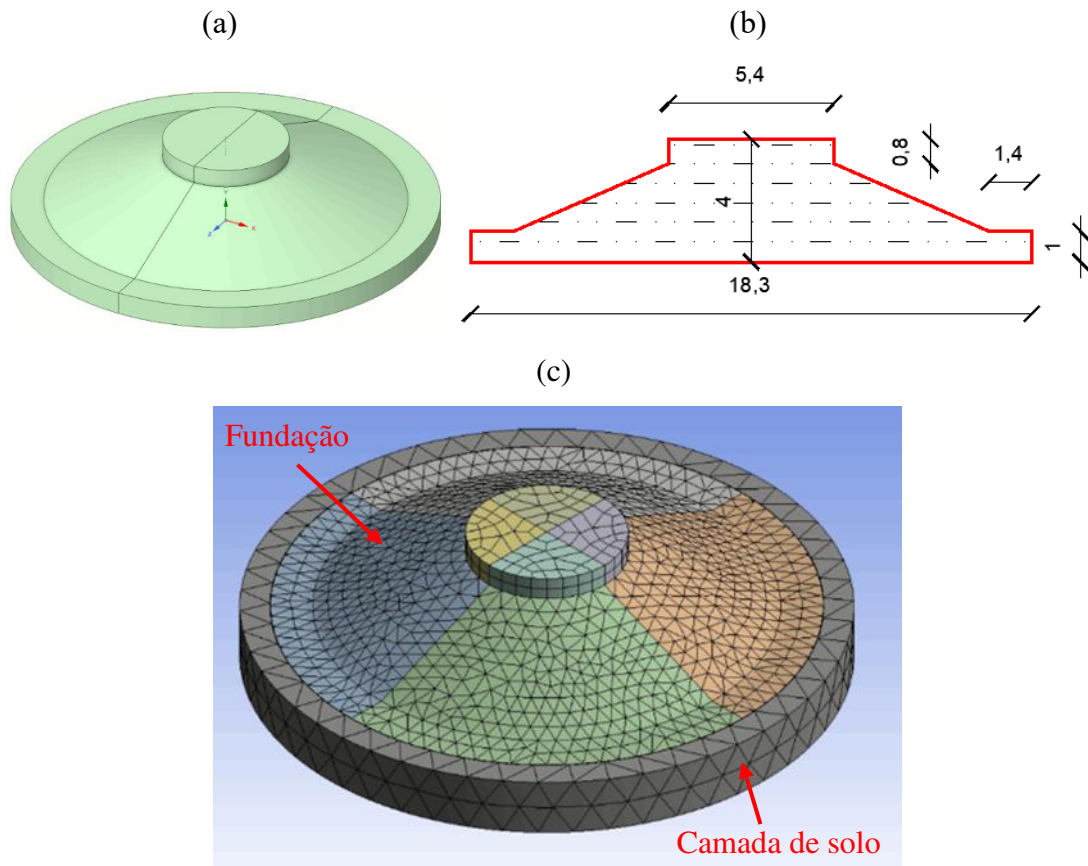 (a)
(b)
5,4
0,8
1,4
4
1
18,3
Y
Z
X
(c)
Fundação
Camada de solo